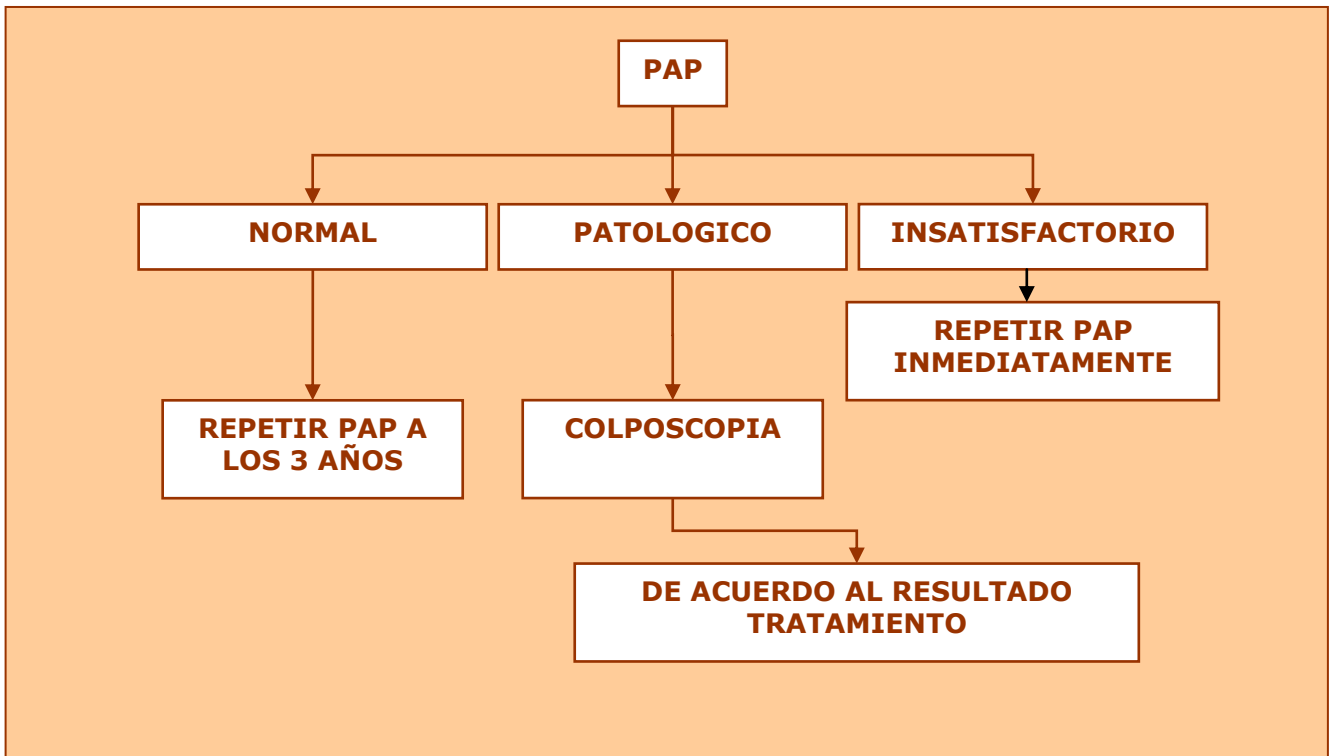 PAP
NORMAL
PATOLOGICO
INSATISFACTORIO
REPETIR PAP
INMEDIATAMENTE
REPETIR PAP A
LOS 3 AÑOS
COLPOSCOPIA
DE ACUERDO AL RESULTADO
TRATAMIENTO